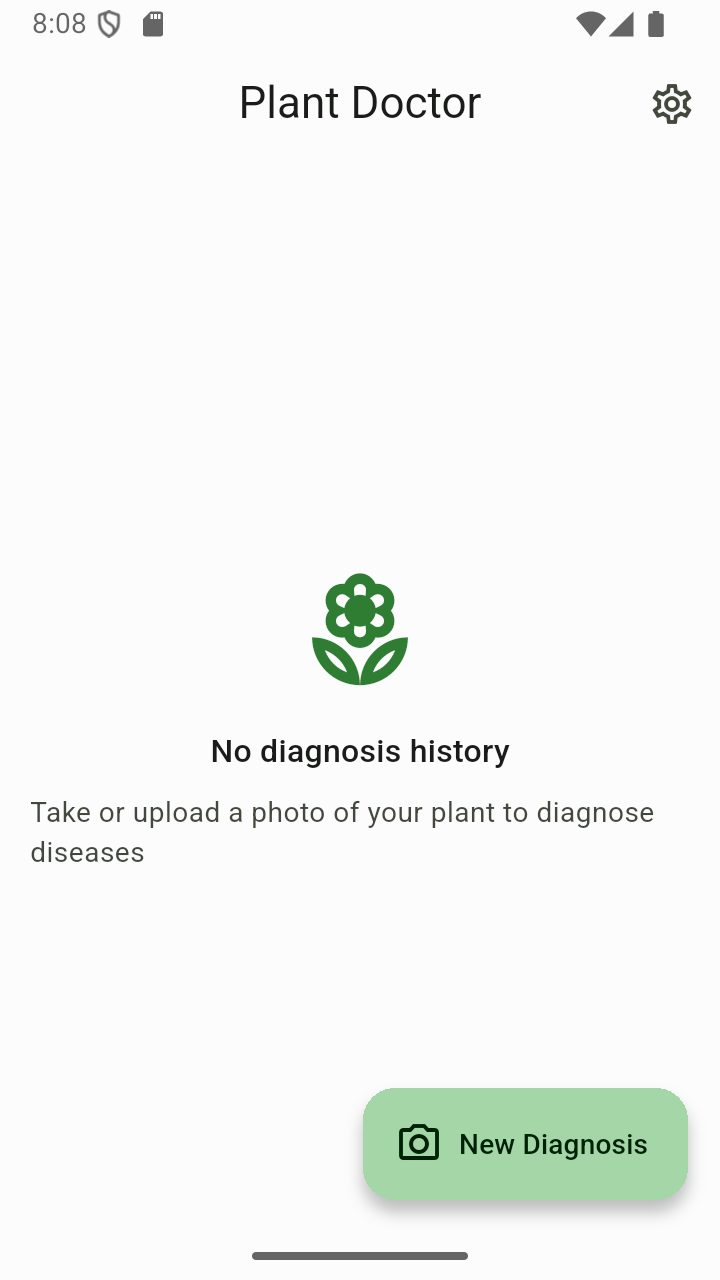 8:08
Plant Doctor
No diagnosis history
Take or upload a photo of your plant to diagnose
diseases
New Diagnosis